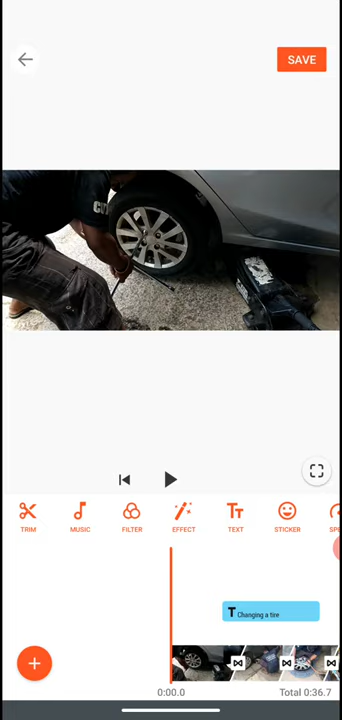 SAVE
TRIM
MUSIC
FILTER
EFFECT
TEXT
STICKER
T Changing a tire
0:00.0
Total 0:36.7